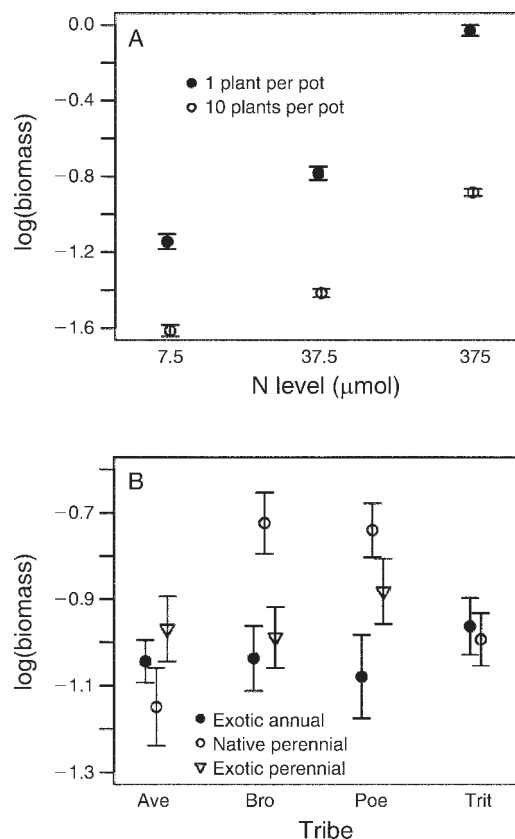 A
0.0
−0.4
−0.8
−1.2
−1.6
log(biomass)
1 plant per pot
10 plants per pot
7.5 37.5 375
N level (μmol)
B
−0.7
−0.9
−1.1
−1.3
log(biomass)
Exotic annual
Native perennial
Exotic perennial
Ave Bro Poe Trit
Tribe